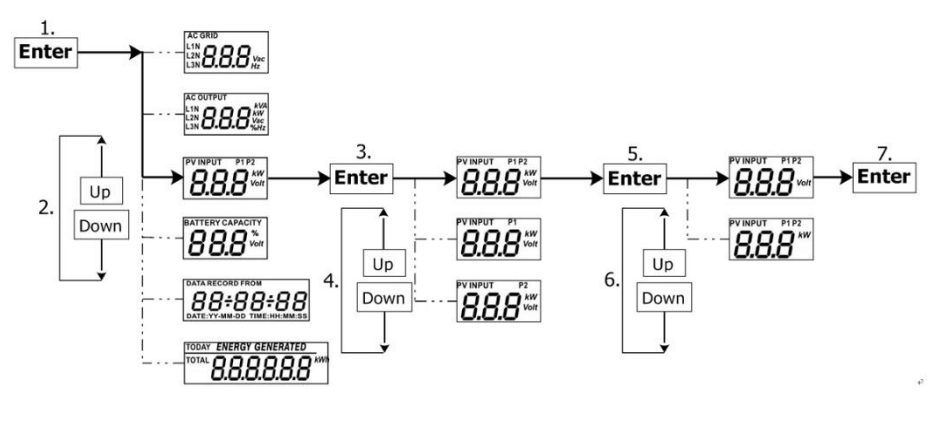 1.
Enter
AC GRID
L1N
L2N
L3N
8.8.8
Vac
Hz
AC OUTPUT
L1N
L2N
L3N
8.8.8
kVA
kW
Vac
%Hz
2.
Up
Down
PV INPUT P1 P2
8.8.8
kW
Volt
BATTERY CAPACITY
8.8.8
%
Volt
DATA RECORD FROM
88:88:88
DATE:YY-MM-DD TIME:HH:MM:SS
TODAY ENERGY GENERATED
TOTAL
8.8.8.8.8.8
kWh
3.
Enter
4.
Up
Down
PV INPUT P1 P2
8.8.8
kW
Volt
PV INPUT P1
8.8.8
kW
Volt
PV INPUT P2
8.8.8
kW
Volt
5.
Enter
6.
Up
Down
PV INPUT P1 P2
8.8.8
Volt
PV INPUT P1 P2
8.8.8
kW
7.
Enter